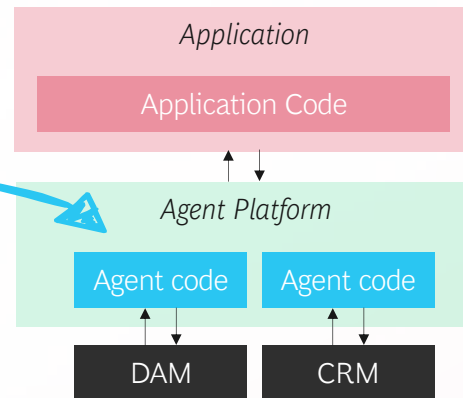 Application
Application Code
Agent Platform
Agent code
Agent code
DAM
CRM